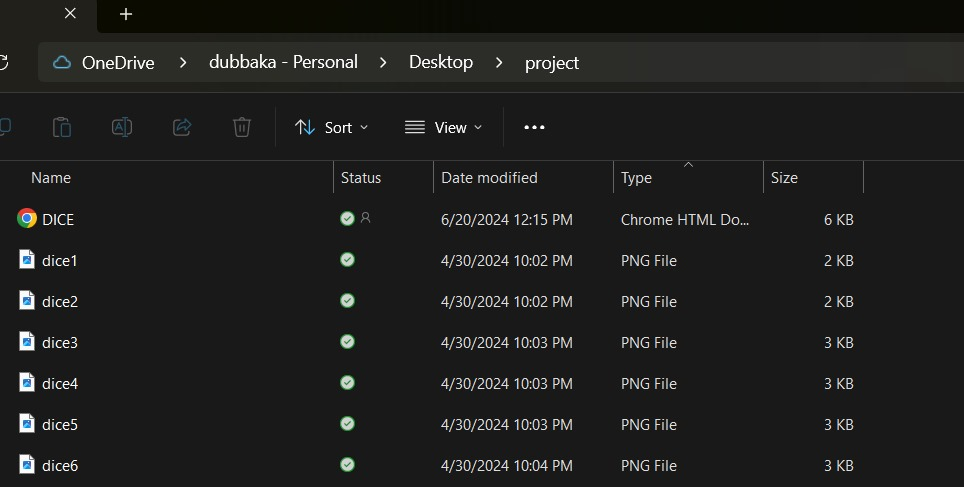 OneDrive > dubbaka - Personal > Desktop > project
Sort View
Name Status Date modified Type Size
DICE 6/20/2024 12:15 PM Chrome HTML Do... 6 KB
dice1 4/30/2024 10:02 PM PNG File 2 KB
dice2 4/30/2024 10:02 PM PNG File 2 KB
dice3 4/30/2024 10:03 PM PNG File 3 KB
dice4 4/30/2024 10:03 PM PNG File 3 KB
dice5 4/30/2024 10:03 PM PNG File 3 KB
dice6 4/30/2024 10:04 PM PNG File 3 KB